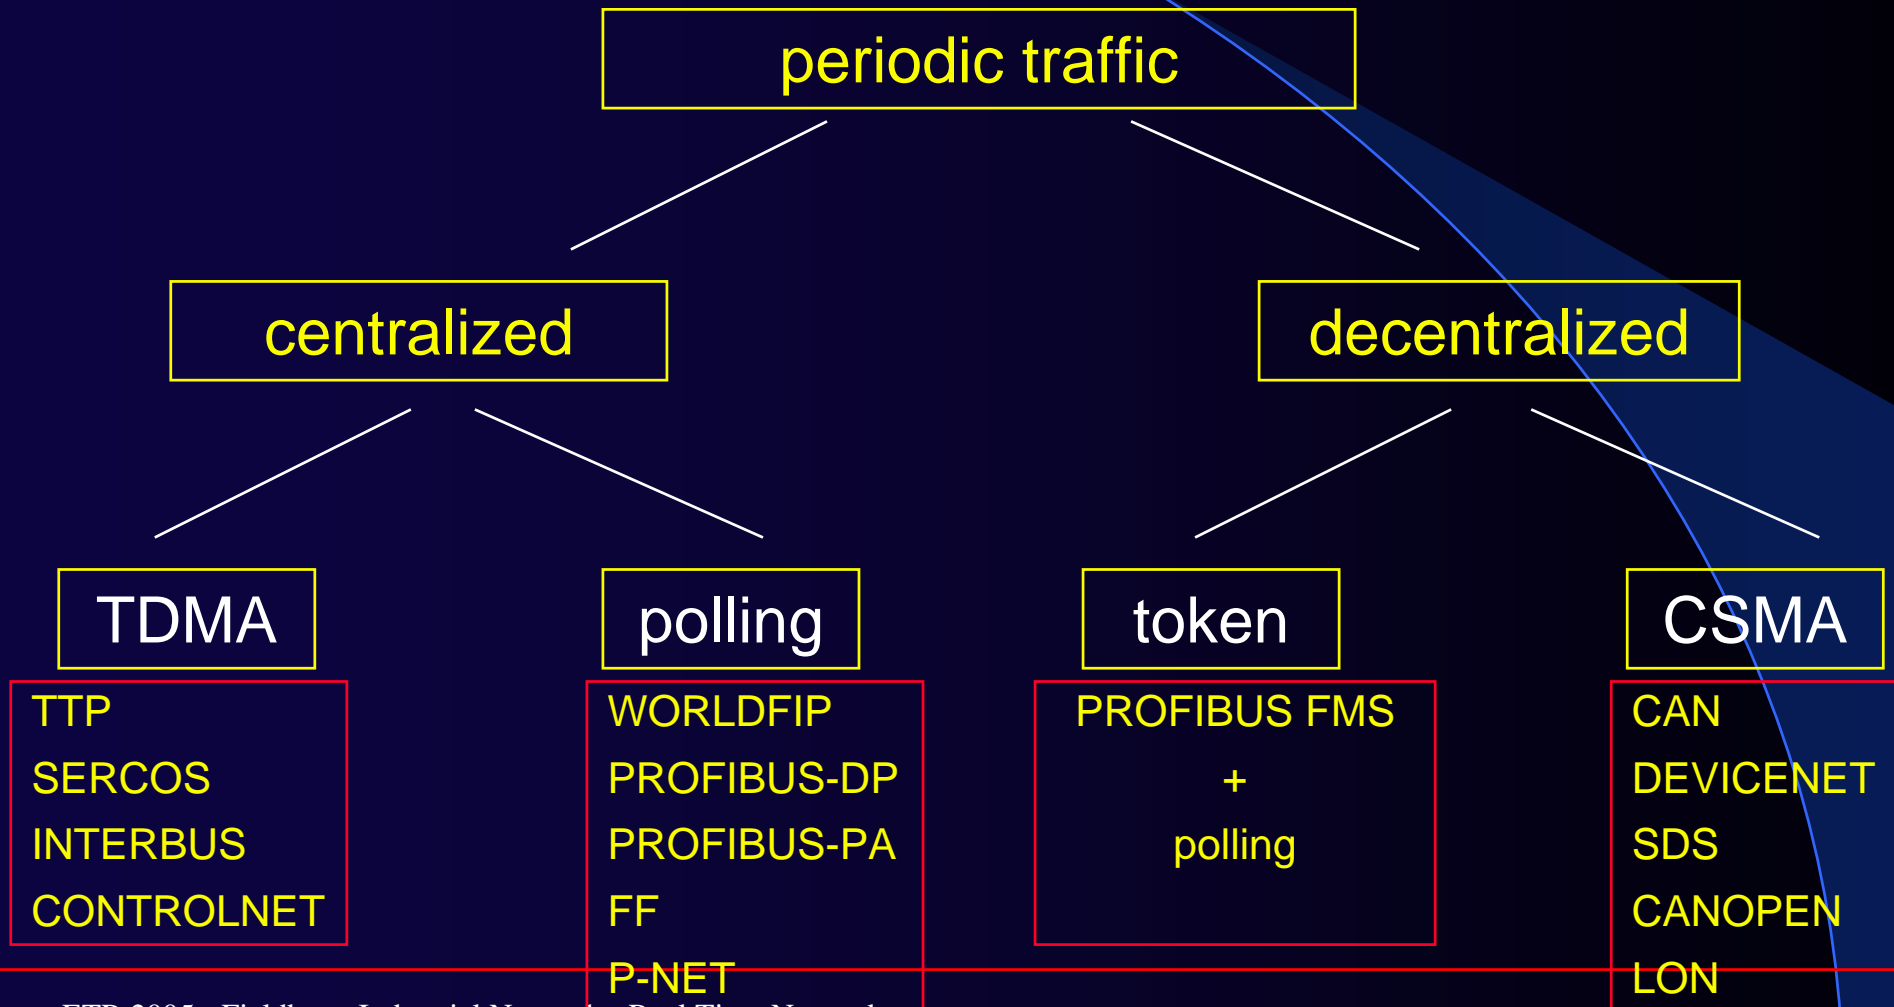 periodic traffic
centralized
decentralized
TDMA
polling
token
CSMA
TTP
SERCOS
INTERBUS
CONTROLNET
WORLDFIP
PROFIBUS-DP
PROFIBUS-PA
FF
P-NET
PROFIBUS FMS
+
polling
CAN
DEVICENET
SDS
CANOPEN
LON